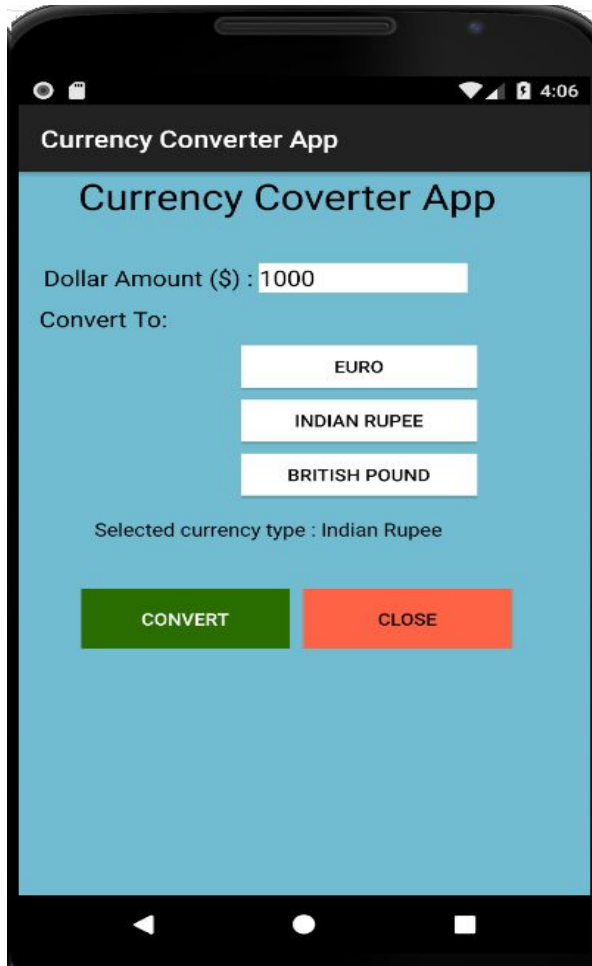 4:06
Currency Converter App
Currency Coverter App
Dollar Amount ($) : 1000
Convert To:
EURO
INDIAN RUPEE
BRITISH POUND
Selected currency type : Indian Rupee
CONVERT CLOSE